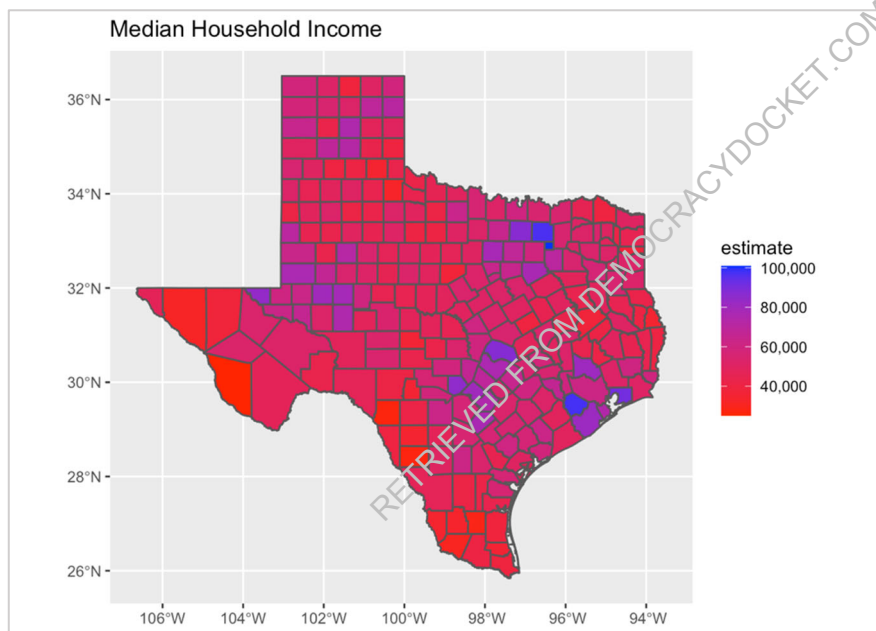 Median Household Income
RETRIEVED FROM DEMOCRACYDOCKET.COM
36°N
34°N
32°N
30°N
28°N
26°N
106°W
104°W
102°W
100°W
98°W
96°W
94°W
estimate
100,000
80,000
60,000
40,000